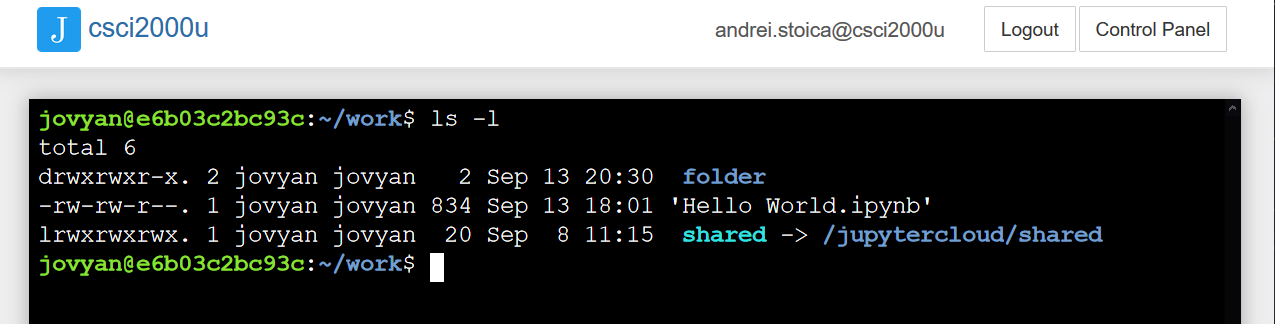 J csci2000u andrei.stoica@csci2000u Logout Control Panel
jovyan@e6b03c2bc93c:~/work$ ls -l
total 6
drwxrwxr-x. 2 jovyan jovyan   2 Sep 13 20:30  folder
-rw-rw-r--. 1 jovyan jovyan 834 Sep 13 18:01 'Hello World.ipynb'
lrwxrwxrwx. 1 jovyan jovyan  20 Sep  8 11:15  shared -> /jupytercloud/shared
jovyan@e6b03c2bc93c:~/work$